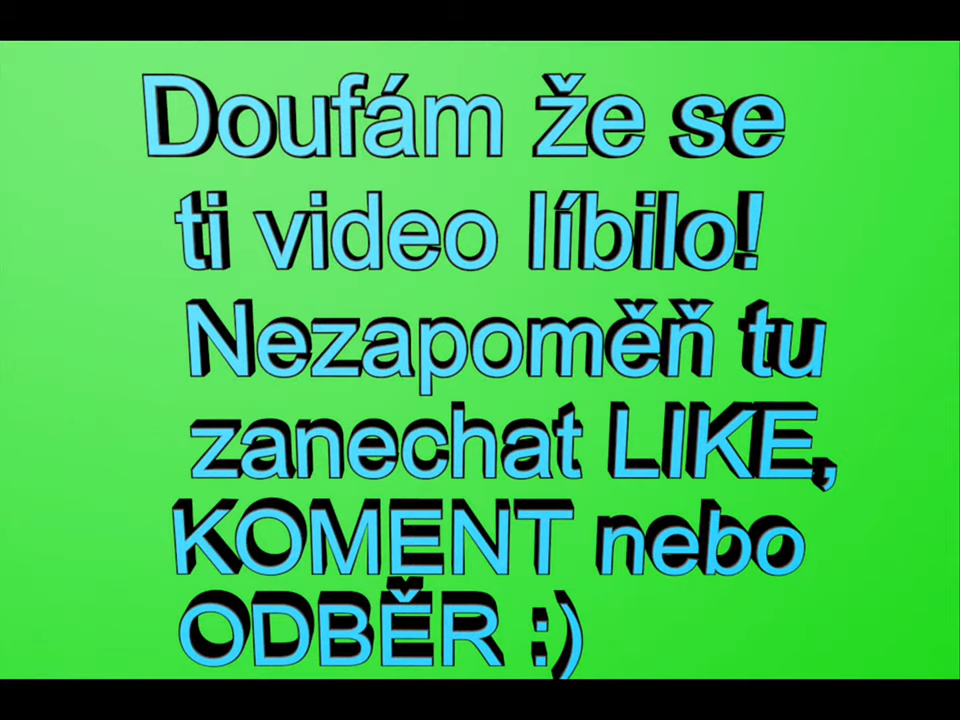 Doufám že se
ti video líbilo!
Nezapoměň tu
zanechat LIKE,
KOMENT nebo
ODBĚR :)